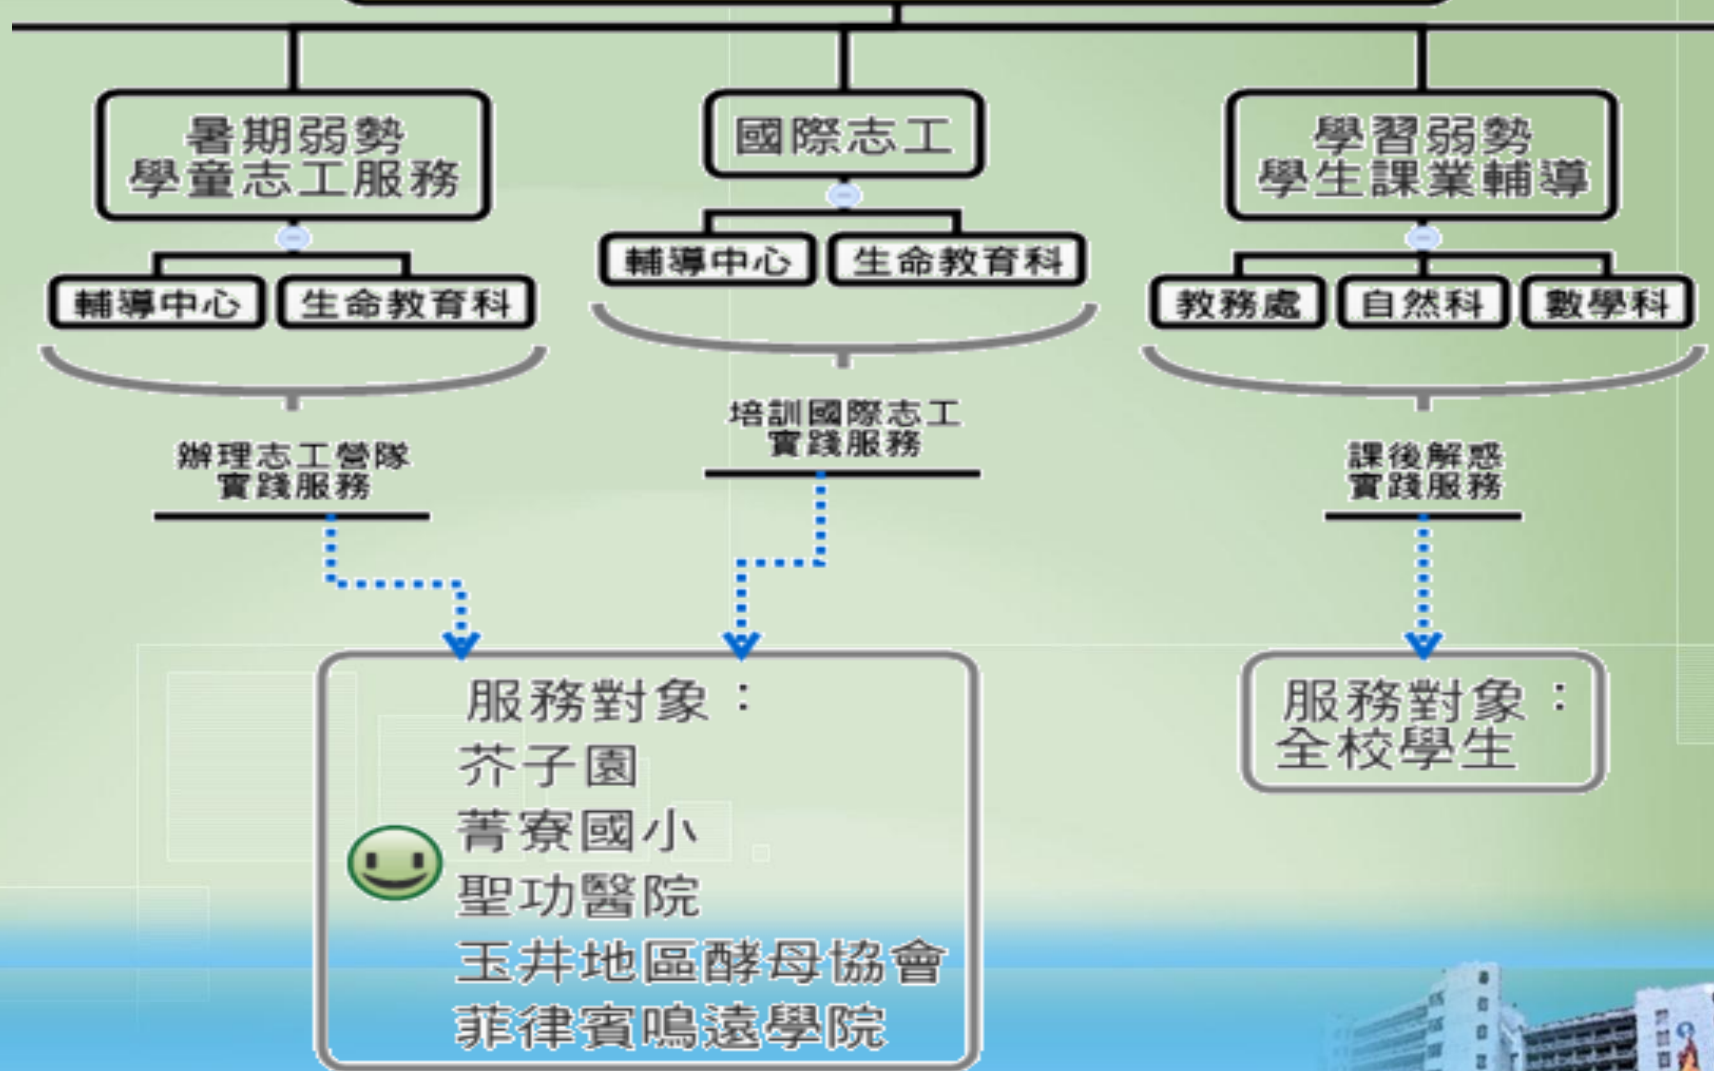 暑期弱勢
學童志工服務
輔導中心
生命教育科
辦理志工營隊
實踐服務
國際志工
輔導中心
生命教育科
培訓國際志工
實踐服務
學習弱勢
學生課業輔導
教務處
自然科
數學科
課後解惑
實踐服務
服務對象：
芥子園
菁寮國小
聖功醫院
玉井地區酵母協會
菲律賓鳴遠學院
服務對象：
全校學生